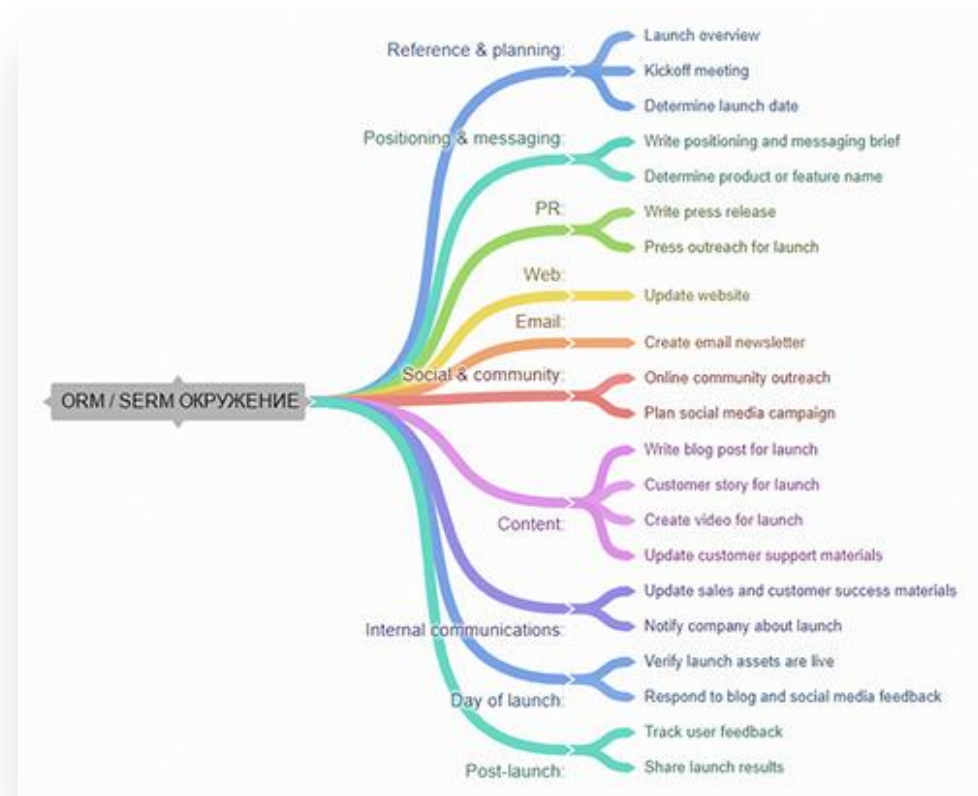 Reference & planning:
Launch overview
Kickoff meeting
Determine launch date
Positioning & messaging:
Write positioning and messaging brief
Determine product or feature name
PR:
Write press release
Press outreach for launch
Web:
Update website
Email:
Create email newsletter
Social & community:
Online community outreach
Plan social media campaign
ORM / SERM ОКРУЖЕНИЕ
Content:
Write blog post for launch
Customer story for launch
Create video for launch
Update customer support materials
Internal communications:
Update sales and customer success materials
Notify company about launch
Day of launch:
Verify launch assets are live
Respond to blog and social media feedback
Post-launch:
Track user feedback
Share launch results